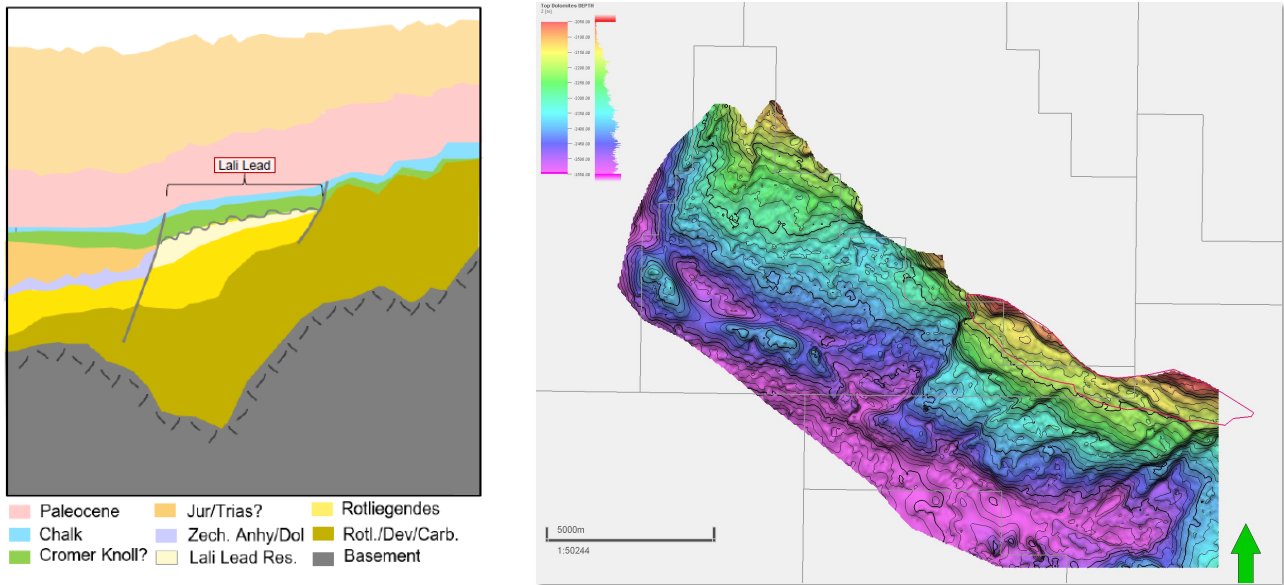 Lali Lead
Paleocene
Chalk
Cromer Knoll?
Jur/Trias?
Zech. Anhy/Dol
Lali Lead Res.
Rotliegendes
Rotl./Dev/Carb.
Basement
Top Dolomites DEPTH
5000m
1:50244